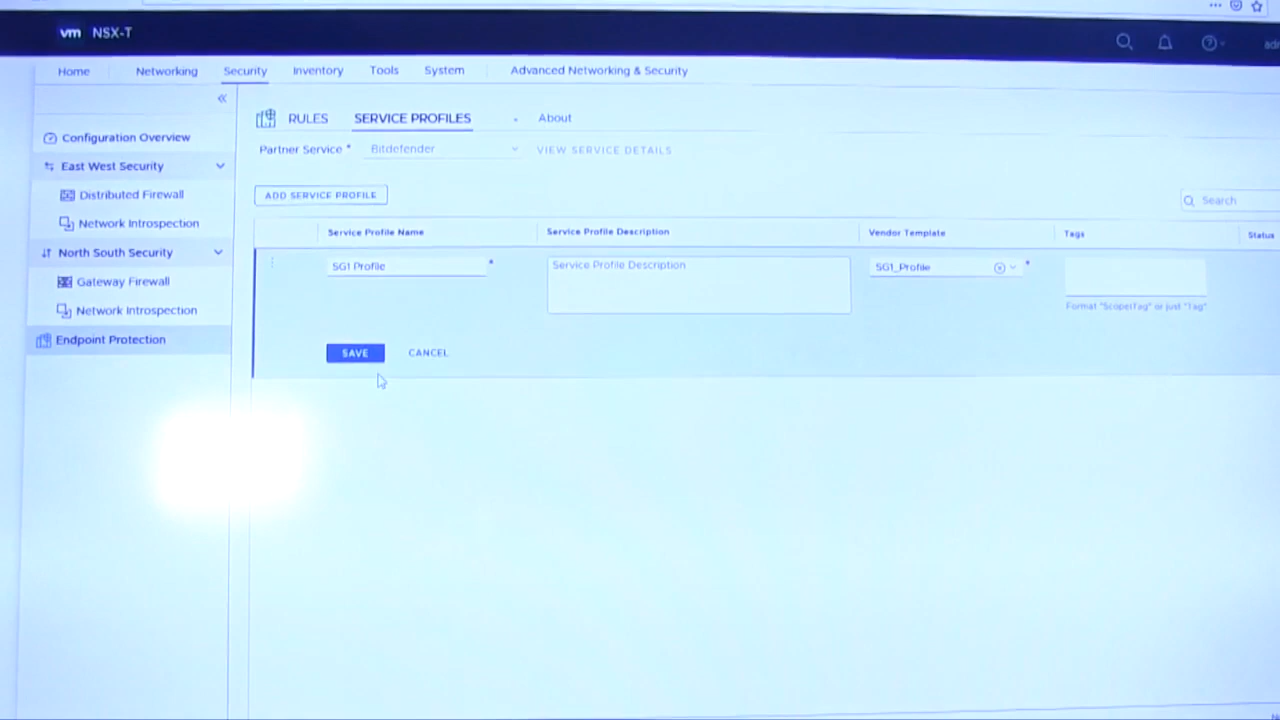 vm NSX-T
Home Networking Security Inventory Tools System Advanced Networking & Security
Configuration Overview
East West Security
Distributed Firewall
Network Introspection
North South Security
Gateway Firewall
Network Introspection
Endpoint Protection
RULES SERVICE PROFILES About
Partner Service * Bitdefender VIEW SERVICE DETAILS
ADD SERVICE PROFILE
Search
Service Profile Name Service Profile Description Vendor Template Tags Status
SG1 Profile * Service Profile Description SG1_Profile *
Format "Scope:Tag" or just "Tag"
SAVE CANCEL